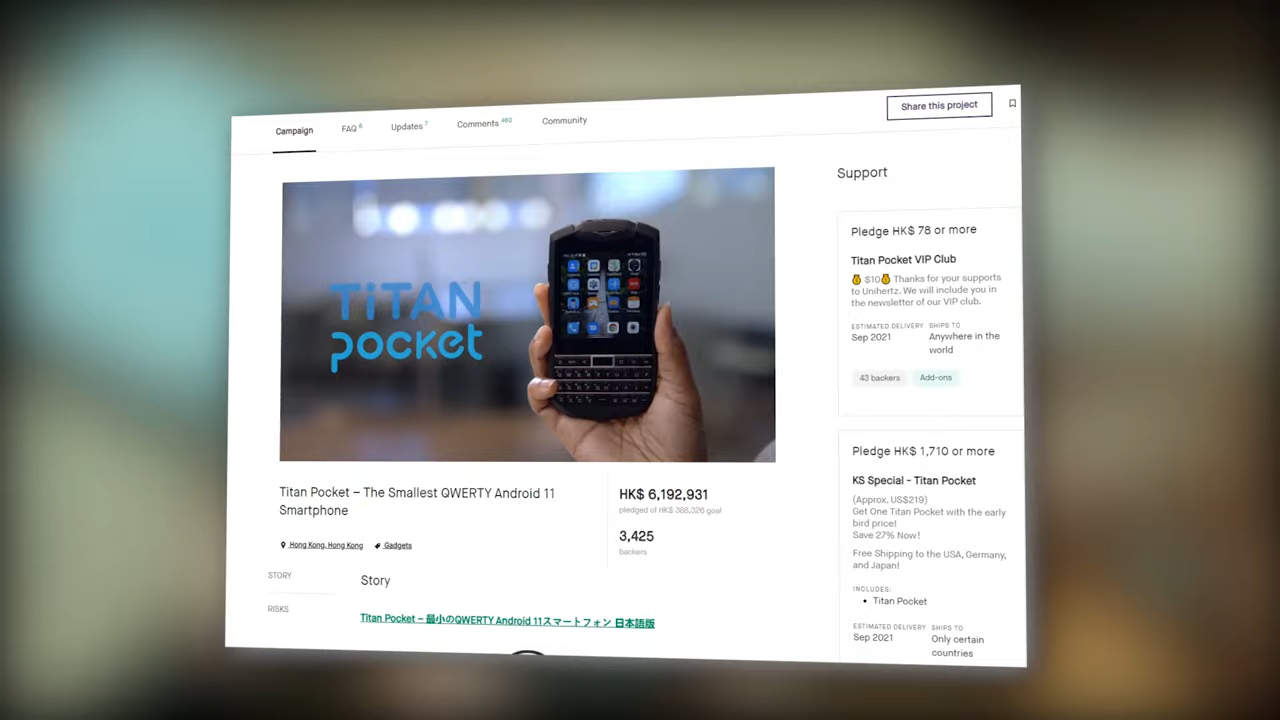 Campaign
FAQ 6
Updates 7
Comments 460
Community
Share this project
TiTAN
pocket
Titan Pocket – The Smallest QWERTY Android 11
Smartphone
Hong Kong, Hong Kong
Gadgets
HK$ 6,192,931
pledged of HK$ 388,326 goal
3,425
backers
STORY
RISKS
Story
Titan Pocket – 最小のQWERTY Android 11スマートフォン 日本語版
Support
Pledge HK$ 78 or more
Titan Pocket VIP Club
💰 $10💰 Thanks for your supports
to Unihertz. We will include you in
the newsletter of our VIP club.
ESTIMATED DELIVERY
Sep 2021
SHIPS TO
Anywhere in the
world
43 backers
Add-ons
Pledge HK$ 1,710 or more
KS Special - Titan Pocket
(Approx. US$219)
Get One Titan Pocket with the early
bird price!
Save 27% Now!
Free Shipping to the USA, Germany,
and Japan!
INCLUDES:
• Titan Pocket
ESTIMATED DELIVERY
Sep 2021
SHIPS TO
Only certain
countries